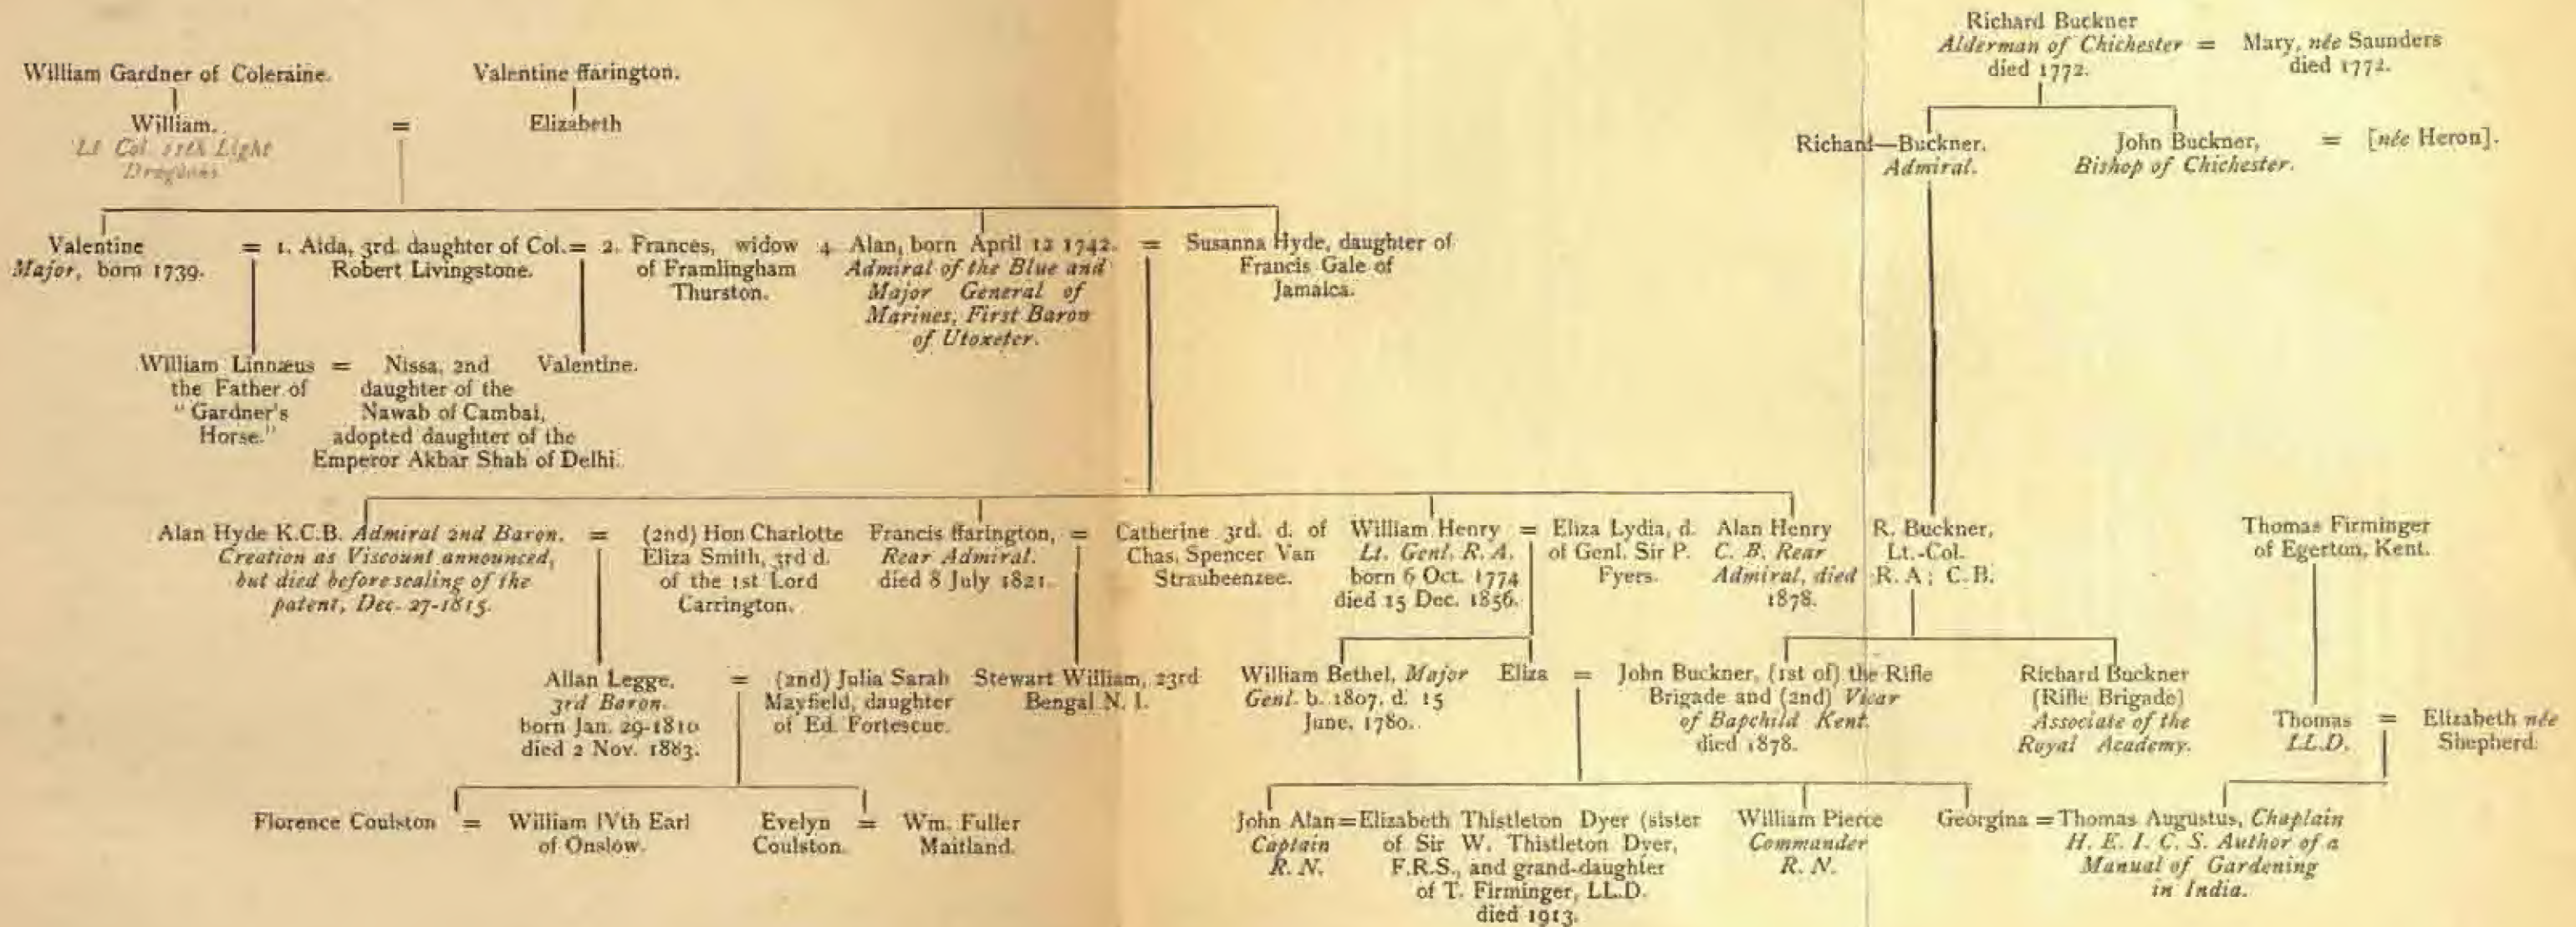 Richard Buckner
Alderman of Chichester = Mary, née Saunders
died 1772. died 1772.
William Gardner of Coleraine. Valentine ffarington.
William. = Elizabeth
Lt Col. 11th Light
Dragoons
Richard—Buckner. John Buckner, = [née Heron].
Admiral. Bishop of Chichester.
Valentine = 1. Aida, 3rd. daughter of Col. = 2. Frances, widow
Major, born 1739. Robert Livingstone. of Framlingham
Thurston.
4 Alan, born April 12 1742. = Susanna Hyde, daughter of
Admiral of the Blue and Francis Gale of
Major General of Jamaica.
Marines, First Baron
of Utoxeter.
William Linnæus = Nissa, 2nd Valentine.
the Father of daughter of the
"Gardner's Nawab of Cambai,
Horse." adopted daughter of the
Emperor Akbar Shah of Delhi.
Alan Hyde K.C.B. Admiral 2nd Baron. = (2nd) Hon Charlotte
Creation as Viscount announced, Eliza Smith, 3rd d.
but died before sealing of the of the 1st Lord
patent, Dec. 27-1815. Carrington.
Francis ffarington, = Catherine 3rd. d. of
Rear Admiral. Chas, Spencer Van
died 8 July 1821. Straubeenzee.
William Henry = Eliza Lydia, d.
Lt. Genl. R. A. of Genl. Sir P.
born 6 Oct. 1774 Fyers.
died 15 Dec. 1856.
Alan Henry
C. B. Rear
Admiral, died
1878.
R. Buckner,
Lt.-Col.
R. A; C. B.
Thomas Firminger
of Egerton, Kent.
Allan Legge, = (2nd) Julia Sarah
3rd Baron. Mayfield, daughter
born Jan. 29-1810 of Ed. Fortescue.
died 2 Nov. 1883.
Stewart William, 23rd
Bengal N. I.
William Bethel, Major
Genl. b. 1807. d. 15
June, 1780.
Eliza = John Buckner, (1st of) the Rifle
Brigade and (2nd) Vicar
of Bapchild Kent.
died 1878.
Richard Buckner
(Rifle Brigade)
Associate of the
Royal Academy.
Thomas = Elizabeth née
LL.D. Shepherd.
Florence Coulston = William IVth Earl
of Onslow.
Evelyn = Wm. Fuller
Coulston. Maitland.
John Alan = Elizabeth Thistleton Dyer (sister
Captain of Sir W. Thistleton Dyer,
R. N. F.R.S., and grand-daughter
of T. Firminger, LL.D.
died 1913.
William Pierce
Commander
R. N.
Georgina = Thomas Augustus, Chaplain
H. E. I. C. S. Author of a
Manual of Gardening
in India.